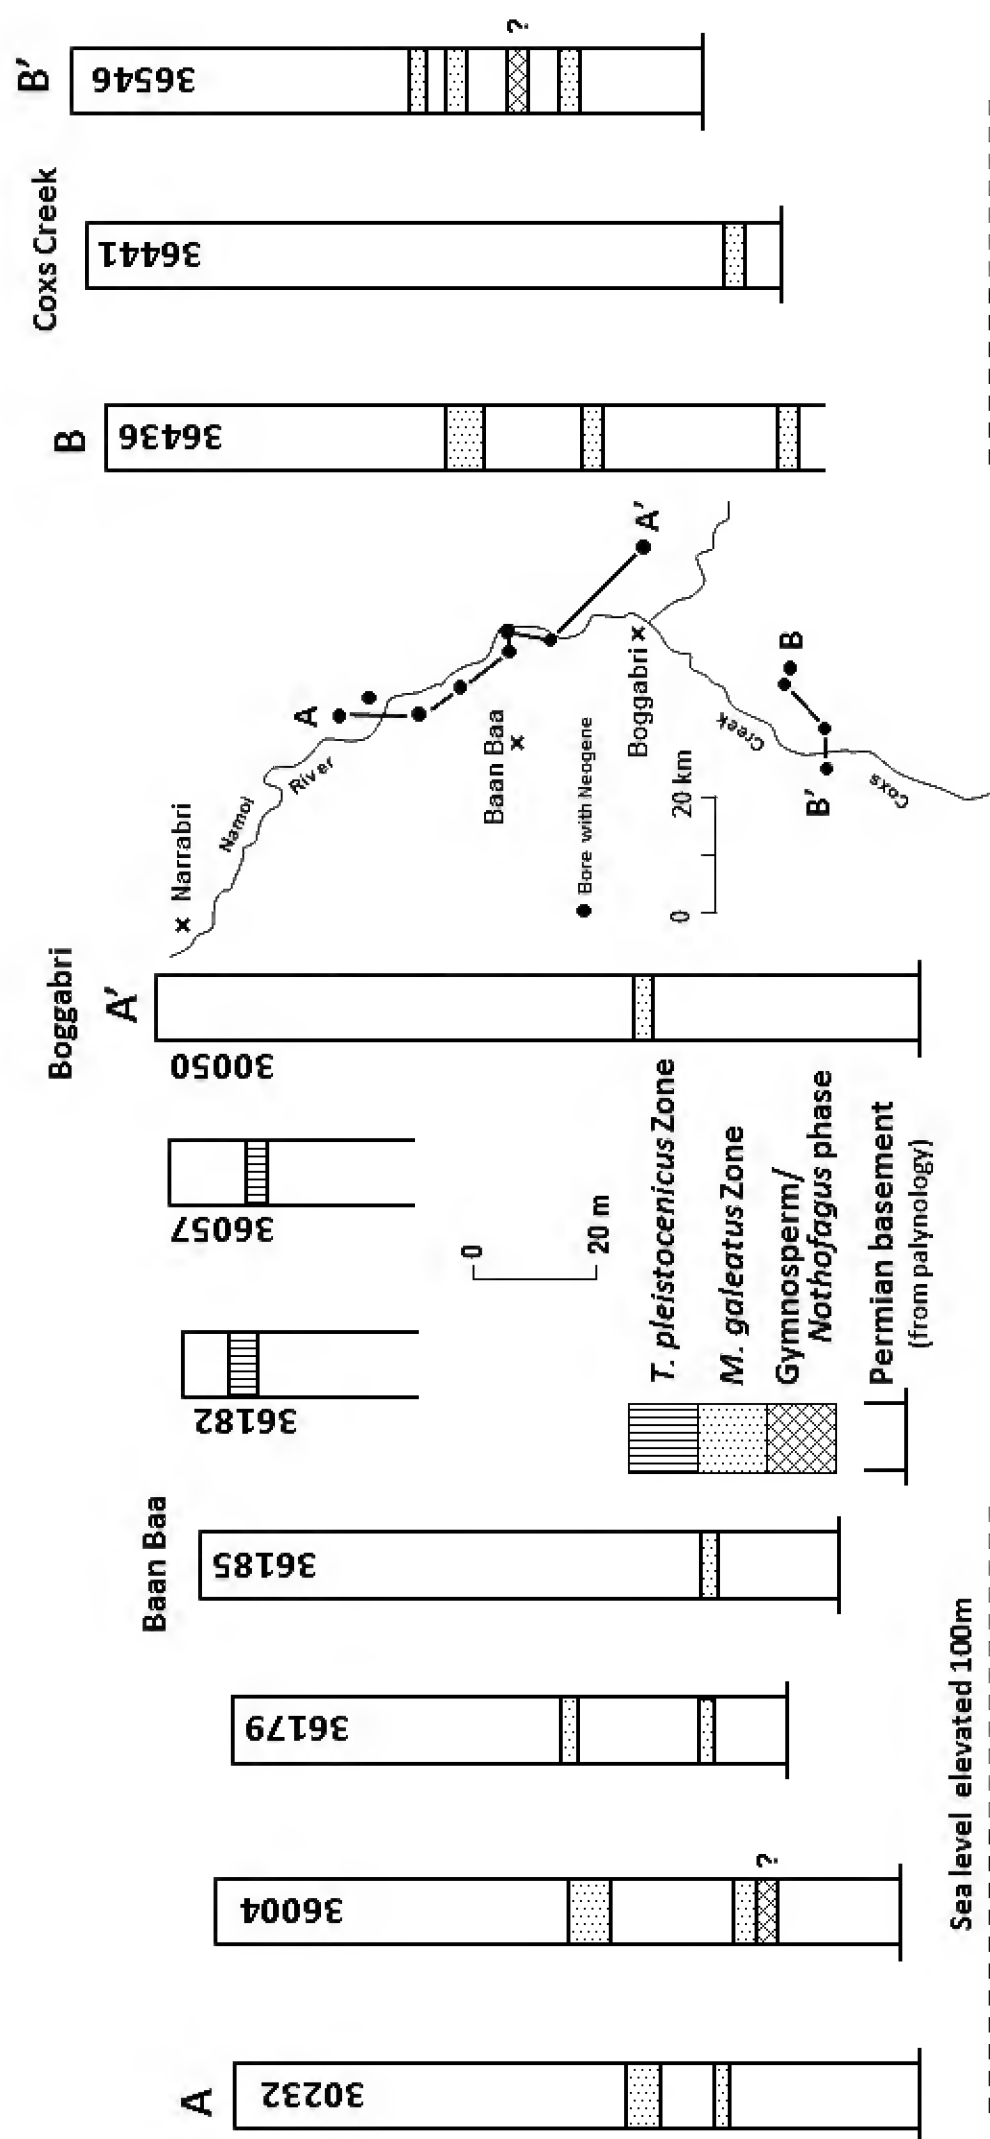 A
30232
36004
?
36179
Baan Baa
36185
36182
36057
Boggabri
A'
30050
0
20 m
T. pleistocenicus Zone
M. galeatus Zone
Gymnosperm/
Nothofagus phase
Permian basement
(from palynology)
Sea level elevated 100m
Narrabri
Namoi
River
A
Baan Baa
Bore with Neogene
Boggabri
A'
0
20 km
Creek
Coxs
B
B'
B
36436
Coxs Creek
36441
B'
36546
?